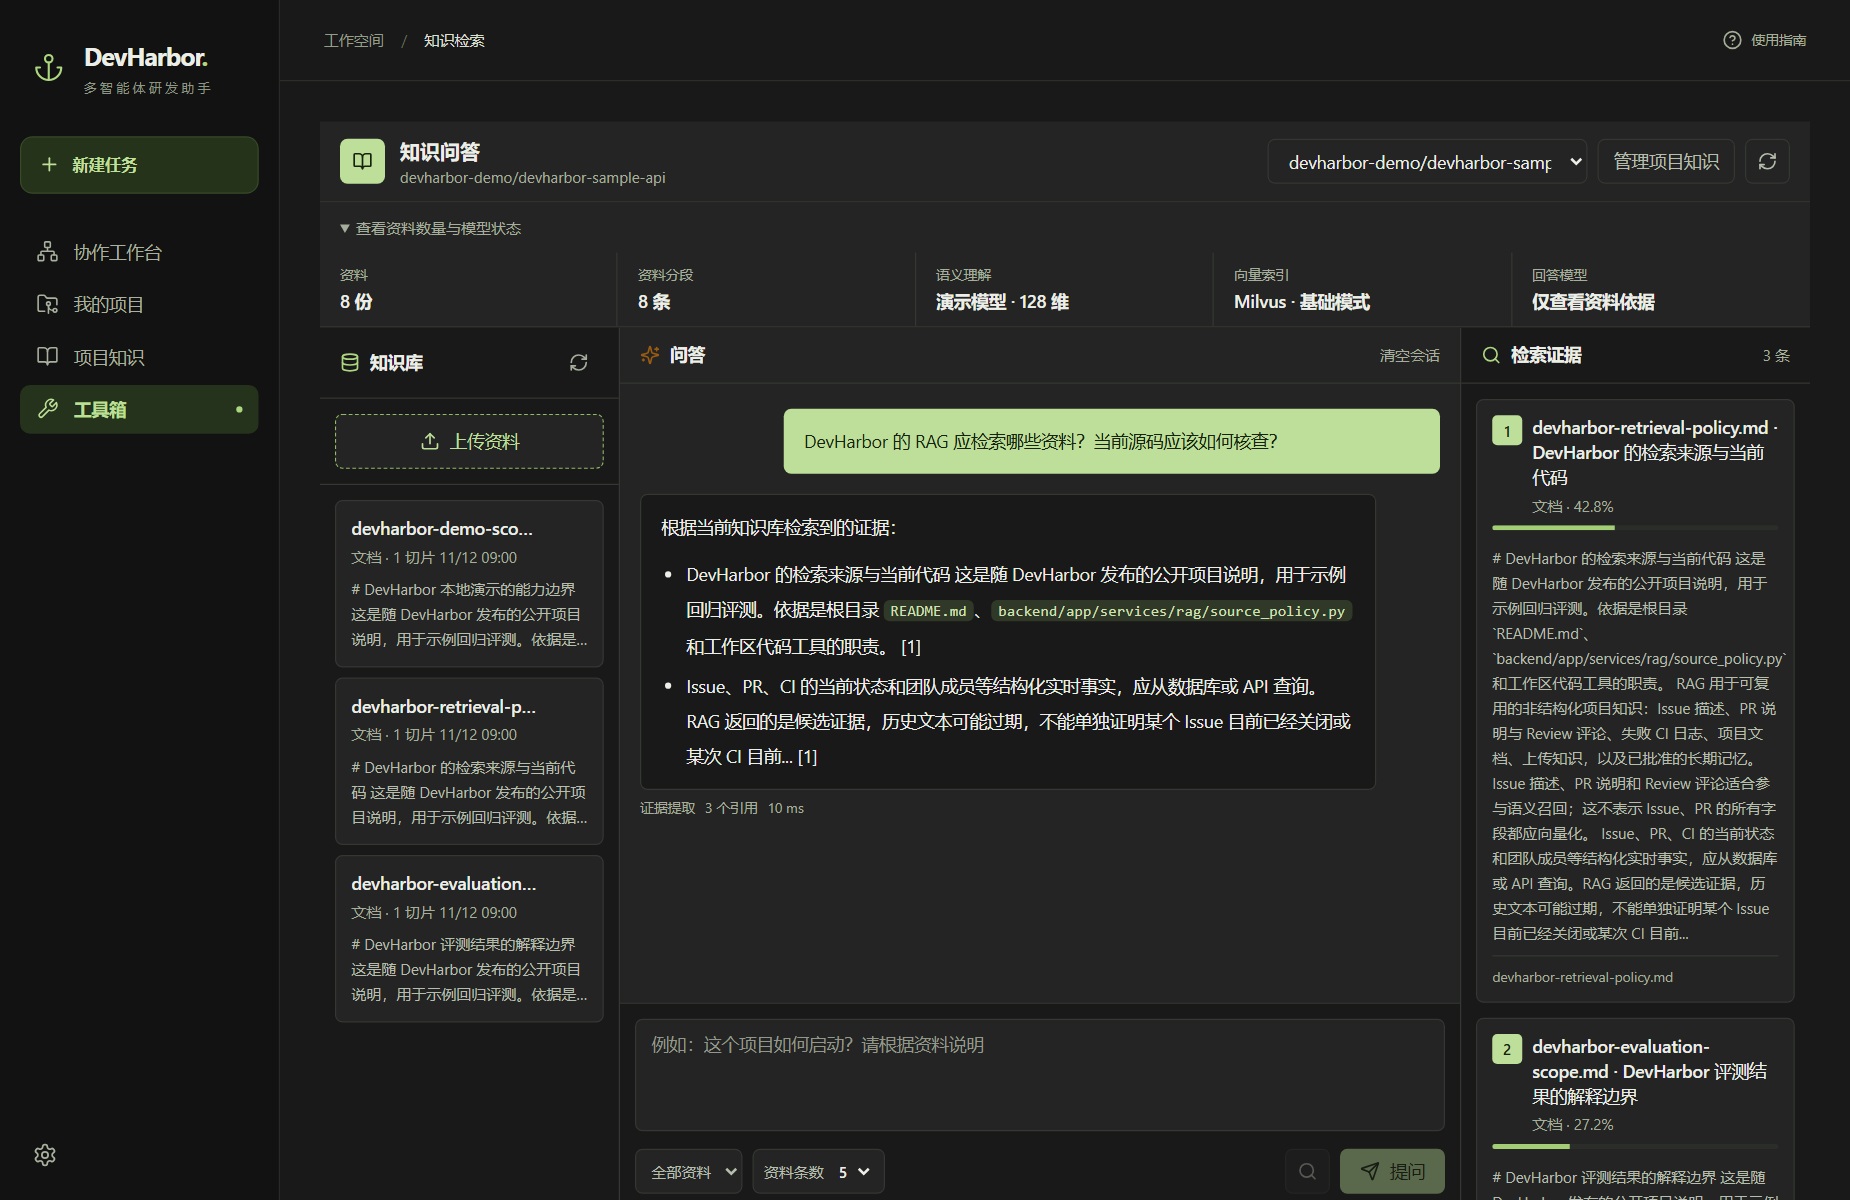 DevHarbor.
多智能体研发助手
新建任务
协作工作台
我的项目
项目知识
工具箱
工作空间 / 知识检索
使用指南
知识问答
devharbor-demo/devharbor-sample-api
devharbor-demo/devharbor-samp
管理项目知识
▼ 查看资料数量与模型状态
资料
8 份
资料分段
8 条
语义理解
演示模型 · 128 维
向量索引
Milvus · 基础模式
回答模型
仅查看资料依据
知识库
上传资料
devharbor-demo-sco...
文档 · 1 切片 11/12 09:00
# DevHarbor 本地演示的能力边界
这是随 DevHarbor 发布的公开项目
说明，用于示例回归评测。依据是...
devharbor-retrieval-p...
文档 · 1 切片 11/12 09:00
# DevHarbor 的检索来源与当前代
码 这是随 DevHarbor 发布的公开项
目说明，用于示例回归评测。依据...
devharbor-evaluation...
文档 · 1 切片 11/12 09:00
# DevHarbor 评测结果的解释边界
这是随 DevHarbor 发布的公开项目
说明，用于示例回归评测。依据是...
问答
清空会话
DevHarbor 的 RAG 应检索哪些资料？当前源码应该如何核查？
根据当前知识库检索到的证据：
• DevHarbor 的检索来源与当前代码 这是随 DevHarbor 发布的公开项目说明，用于示例
回归评测。依据是根目录 README.md、backend/app/services/rag/source_policy.py
和工作区代码工具的职责。 [1]
• Issue、PR、CI 的当前状态和团队成员等结构化实时事实，应从数据库或 API 查询。
RAG 返回的是候选证据，历史文本可能过期，不能单独证明某个 Issue 目前已经关闭或
某次 CI 目前... [1]
证据提取 3 个引用 10 ms
例如：这个项目如何启动？请根据资料说明
全部资料
资料条数 5
提问
检索证据
3 条
1
devharbor-retrieval-policy.md ·
DevHarbor 的检索来源与当前
代码
文档 · 42.8%
# DevHarbor 的检索来源与当前代码 这是
随 DevHarbor 发布的公开项目说明，用于
示例回归评测。依据是根目录
`README.md`、
`backend/app/services/rag/source_policy.py`
和工作区代码工具的职责。 RAG 用于可复
用的非结构化项目知识：Issue 描述、PR 说
明与 Review 评论、失败 CI 日志、项目文
档、上传知识，以及已批准的长期记忆。
Issue 描述、PR 说明和 Review 评论适合参
与语义召回；这不表示 Issue、PR 的所有字
段都应向量化。 Issue、PR、CI 的当前状态
和团队成员等结构化实时事实，应从数据库
或 API 查询。RAG 返回的是候选证据，历
史文本可能过期，不能单独证明某个 Issue
目前已经关闭或某次 CI 目前...
devharbor-retrieval-policy.md
2
devharbor-evaluation-
scope.md · DevHarbor 评测结
果的解释边界
文档 · 27.2%
# DevHarbor 评测结果的解释边界 这是随